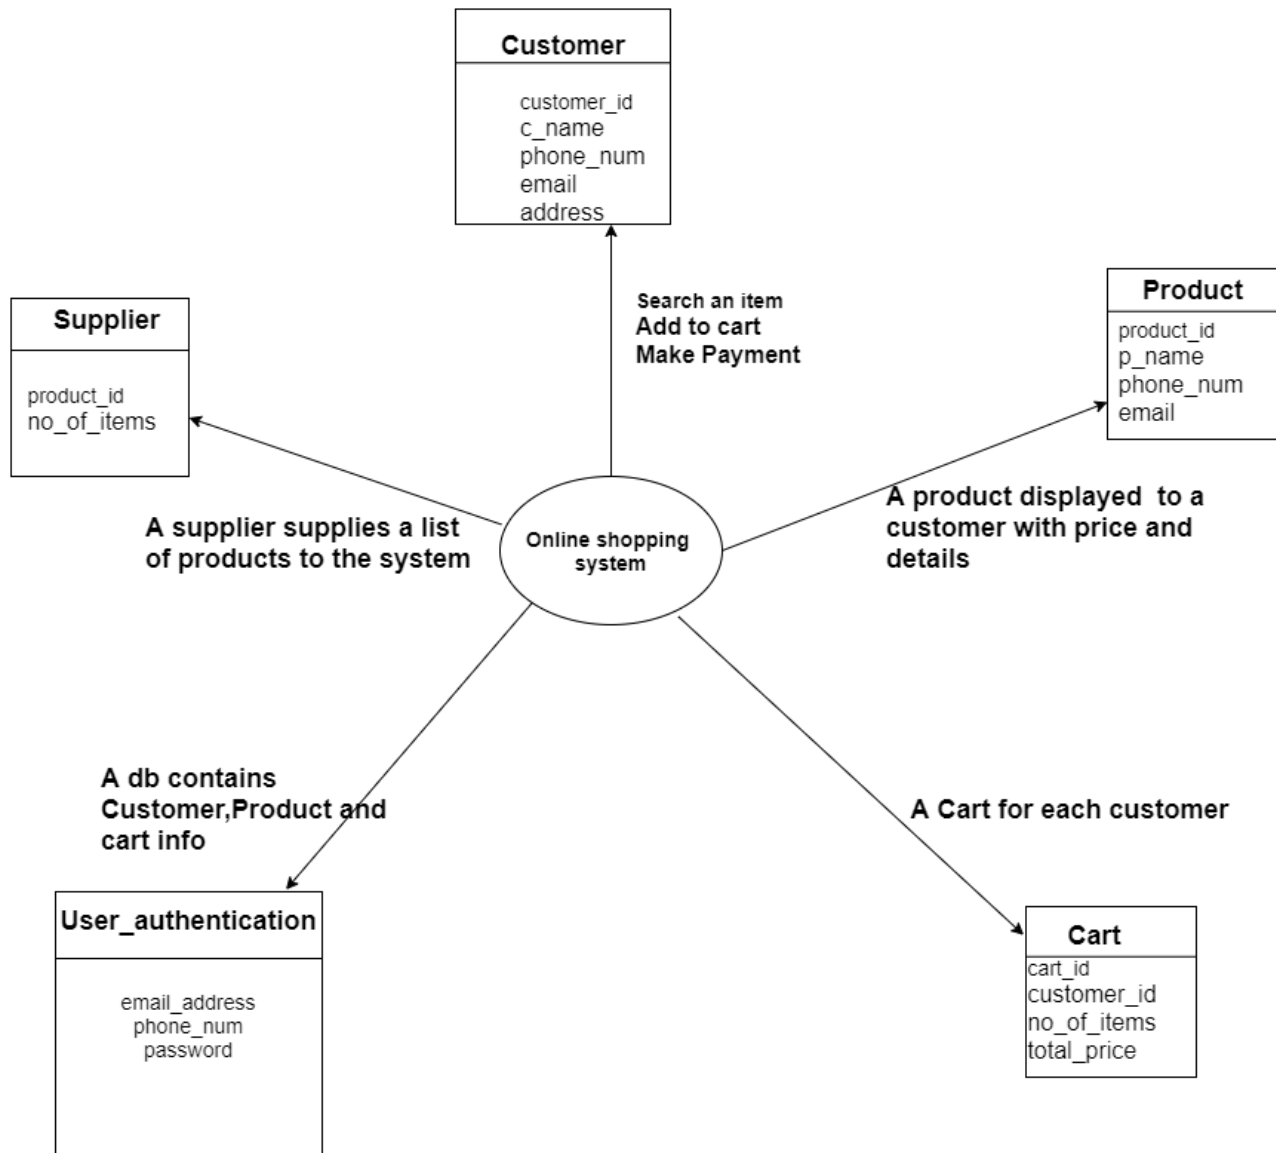 Customer
customer_id
c_name
phone_num
email
address
Supplier
product_id
no_of_items
Search an item
Add to cart
Make Payment
Product
product_id
p_name
phone_num
email
A supplier supplies a list
of products to the system
Online shopping
system
A product displayed  to a
customer with price and
details
A db contains
Customer,Product and
cart info
A Cart for each customer
User_authentication
email_address
phone_num
password
Cart
cart_id
customer_id
no_of_items
total_price